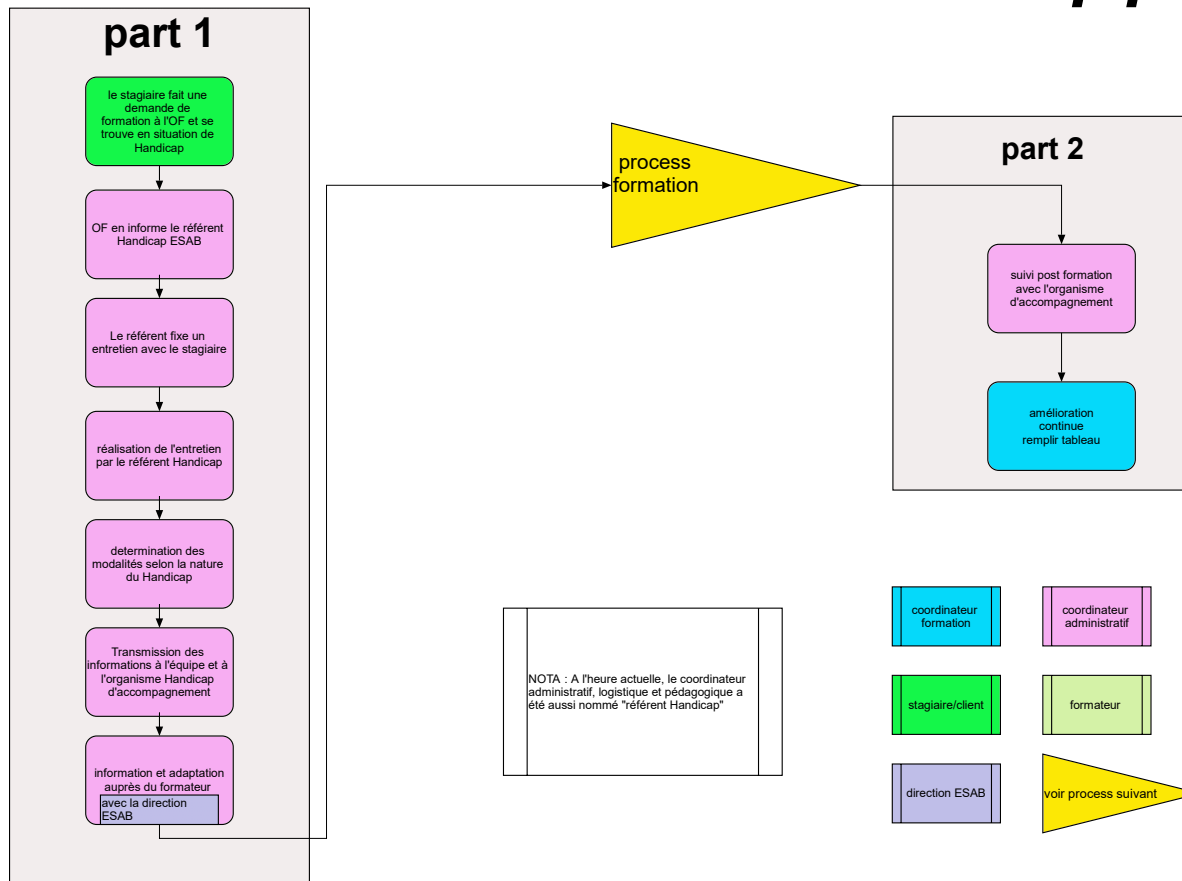 part 1
le stagiaire fait une
demande de
formation à l'OF et se
trouve en situation de
Handicap
OF en informe le référent
Handicap ESAB
Le référent fixe un
entretien avec le stagiaire
réalisation de l'entretien
par le référent Handicap
determination des
modalités selon la nature
du Handicap
Transmission des
informations à l'équipe et à
l'organisme Handicap
d'accompagnement
information et adaptation
auprès du formateur
avec la direction
ESAB
process
formation
part 2
suivi post formation
avec l'organisme
d'accompagnement
amélioration
continue
remplir tableau
NOTA : A l'heure actuelle, le coordinateur
administratif, logistique et pédagogique a
été aussi nommé "référent Handicap"
coordinateur
formation
coordinateur
administratif
stagiaire/client
formateur
direction ESAB
voir process suivant